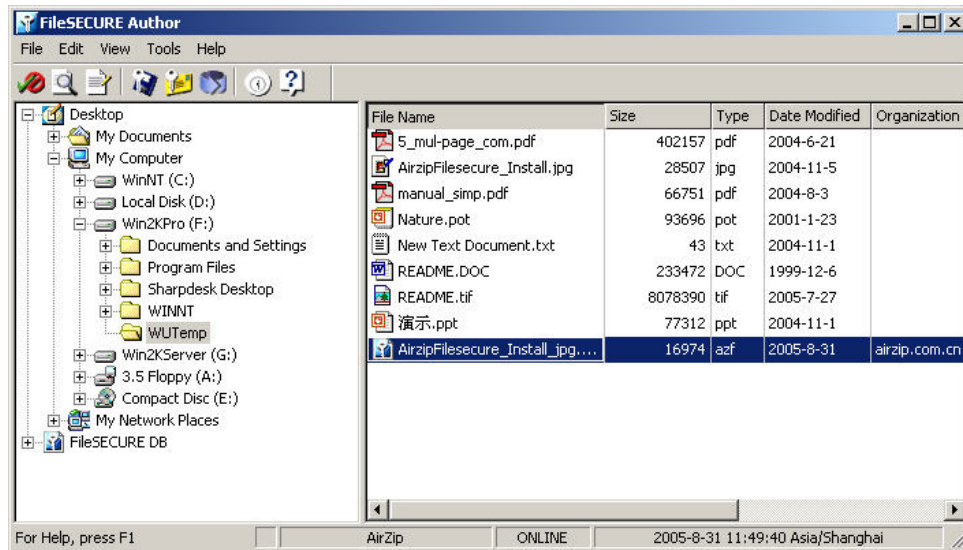 FileSECURE Author
File Edit View Tools Help
Desktop
My Documents
My Computer
WinNT (C:)
Local Disk (D:)
Win2KPro (F:)
Documents and Settings
Program Files
Sharpdesk Desktop
WINNT
WUTemp
Win2KServer (G:)
3.5 Floppy (A:)
Compact Disc (E:)
My Network Places
FileSECURE DB
File Name Size Type Date Modified Organization
5_mul-page_com.pdf 402157 pdf 2004-6-21
AirzipFilesecure_Install.jpg 28507 jpg 2004-11-5
manual_simp.pdf 66751 pdf 2004-8-3
Nature.pot 93696 pot 2001-1-23
New Text Document.txt 43 txt 2004-11-1
README.DOC 233472 DOC 1999-12-6
README.tif 8078390 tif 2005-7-27
演示.ppt 77312 ppt 2004-11-1
AirzipFilesecure_Install_jpg.... 16974 azf 2005-8-31 airzip.com.cn
For Help, press F1 AirZip ONLINE 2005-8-31 11:49:40 Asia/Shanghai